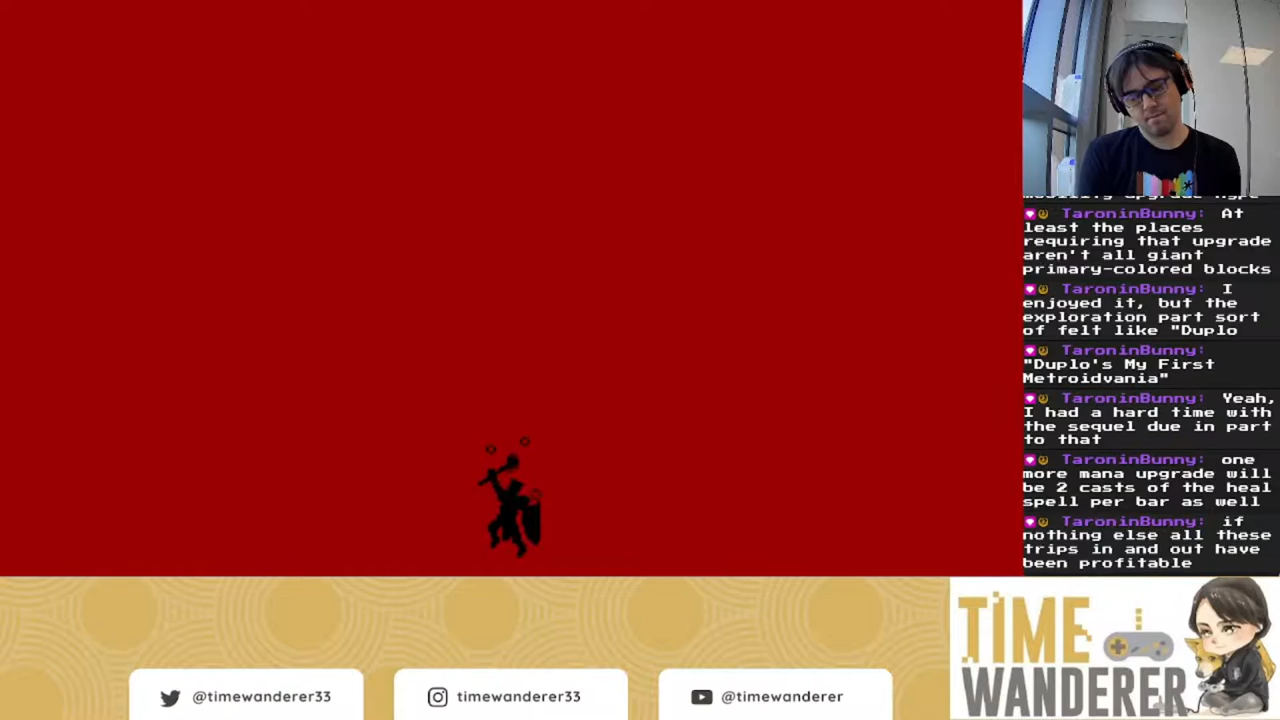 TaroninBunny: At
least the places
requiring that upgrade
aren't all giant
primary-colored blocks
TaroninBunny: I
enjoyed it, but the
exploration part sort
of felt like "Duplo
TaroninBunny:
"Duplo's My First
Metroidvania"
TaroninBunny: Yeah,
I had a hard time with
the sequel due in part
to that
TaroninBunny: one
more mana upgrade will
be 2 casts of the heal
spell per bar as well
TaroninBunny: if
nothing else all these
trips in and out have
been profitable
@timewanderer33
timewanderer33
@timewanderer
TIME
WANDERER